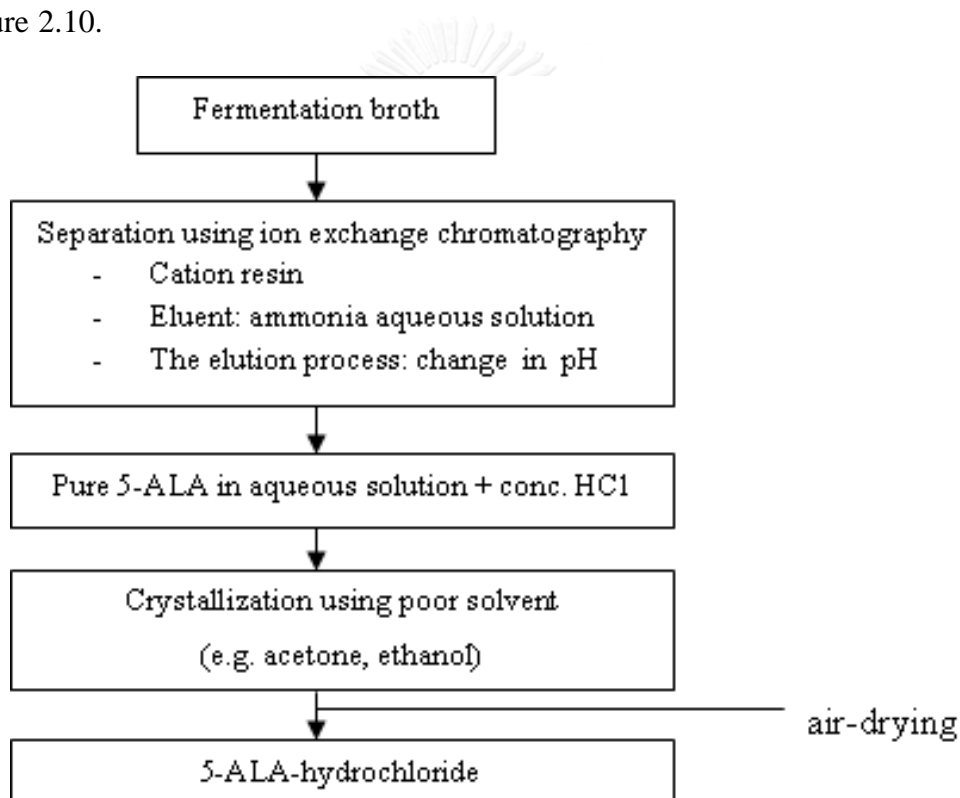 ure 2.10.
Fermentation broth
Separation using ion exchange chromatography
- Cation resin
- Eluent: ammonia aqueous solution
- The elution process: change in pH
Pure 5-ALA in aqueous solution + conc. HCl
Crystallization using poor solvent
(e.g. acetone, ethanol)
air-drying
5-ALA-hydrochloride